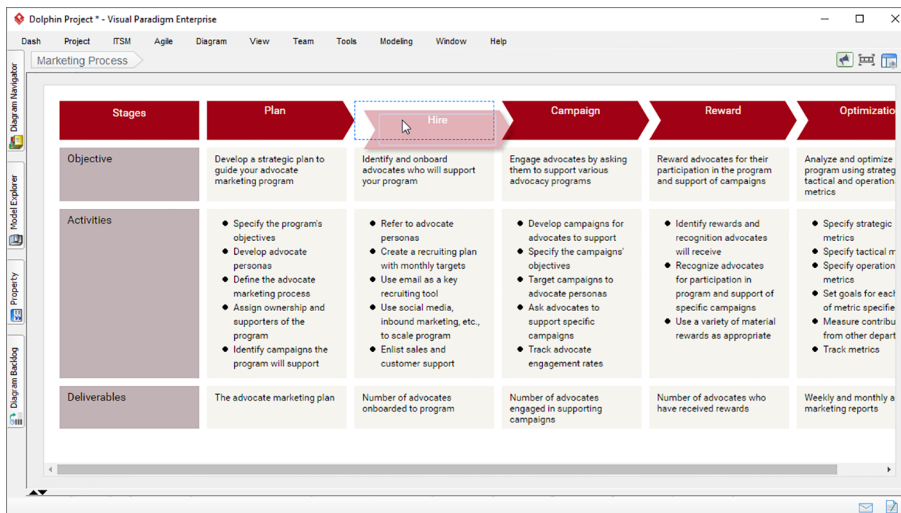 Dolphin Project * - Visual Paradigm Enterprise
Dash Project ITSM Agile Diagram View Team Tools Modeling Window Help
Marketing Process
Diagram Navigator
Model Explorer
Property
Diagram Backlog
Stages
Plan
Hire
Campaign
Reward
Optimizatio
Objective
Develop a strategic plan to
guide your advocate
marketing program
Identify and onboard
advocates who will support
your program
Engage advocates by asking
them to support various
advocacy programs
Reward advocates for their
participation in the program
and support of campaigns
Analyze and optimize
program using strateg
tactical and operation
metrics
Activities
● Specify the program's
objectives
● Develop advocate
personas
● Define the advocate
marketing process
● Assign ownership and
supporters of the
program
● Identify campaigns the
program will support
● Refer to advocate
personas
● Create a recruiting plan
with monthly targets
● Use email as a key
recruiting tool
● Use social media,
inbound marketing, etc.,
to scale program
● Enlist sales and
customer support
● Develop campaigns for
advocates to support
● Specify the campaigns'
objectives
● Target campaigns to
advocate personas
● Ask advocates to
support specific
campaigns
● Track advocate
engagement rates
● Identify rewards and
recognition advocates
will receive
● Recognize advocates
for participation in
program and support of
specific campaigns
● Use a variety of material
rewards as appropriate
● Specify strategic
metrics
● Specify tactical m
● Specify operation
metrics
● Set goals for each
of metric specifie
● Measure contribu
from other depart
● Track metrics
Deliverables
The advocate marketing plan
Number of advocates
onboarded to program
Number of advocates
engaged in supporting
campaigns
Number of advocates who
have received rewards
Weekly and monthly a
marketing reports